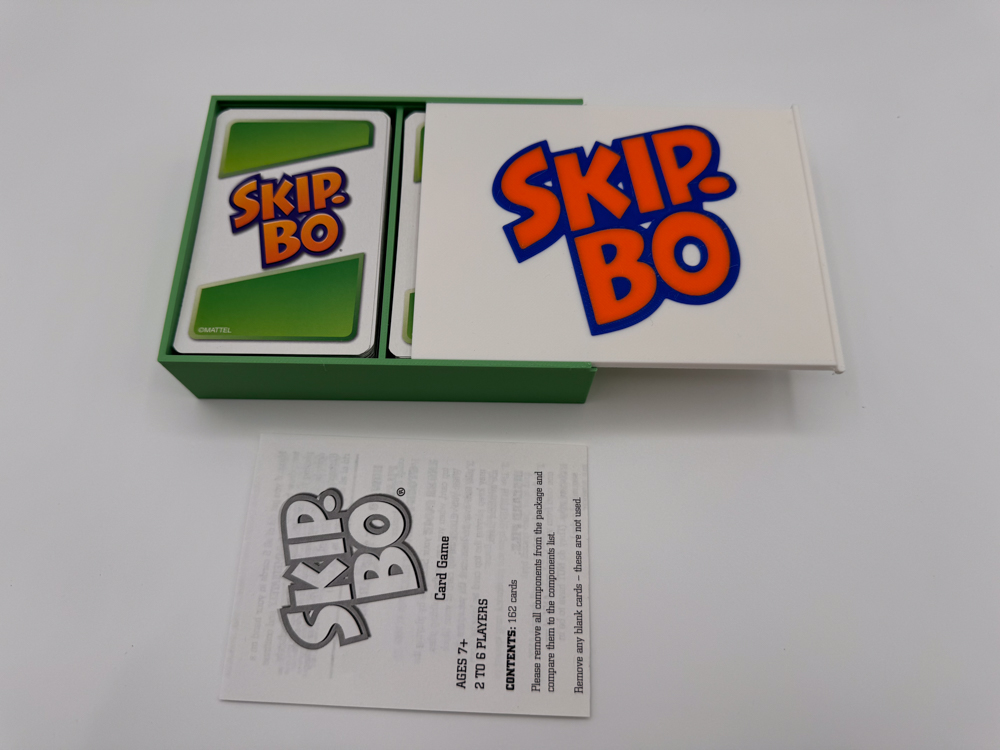 SKIP·
BO™
©MATTEL
SKIP·
BO
SKIP·
BO®
Card Game
AGES 7+
2 TO 6 PLAYERS
CONTENTS: 162 cards
Please remove all components from the package and
compare them to the components list.
Remove any blank cards – these are not used.